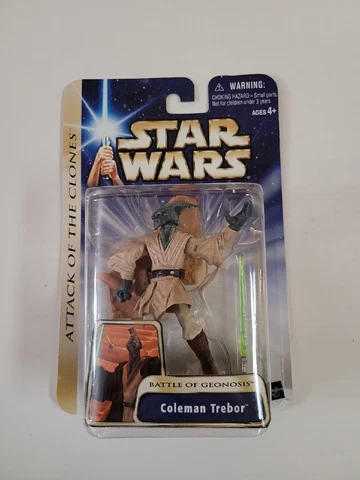 WARNING:
CHOKING HAZARD - Small parts.
Not for children under 3 years.
AGES 4+
STAR
WARS
ATTACK OF THE CLONES
BATTLE OF GEONOSIS
Coleman Trebor